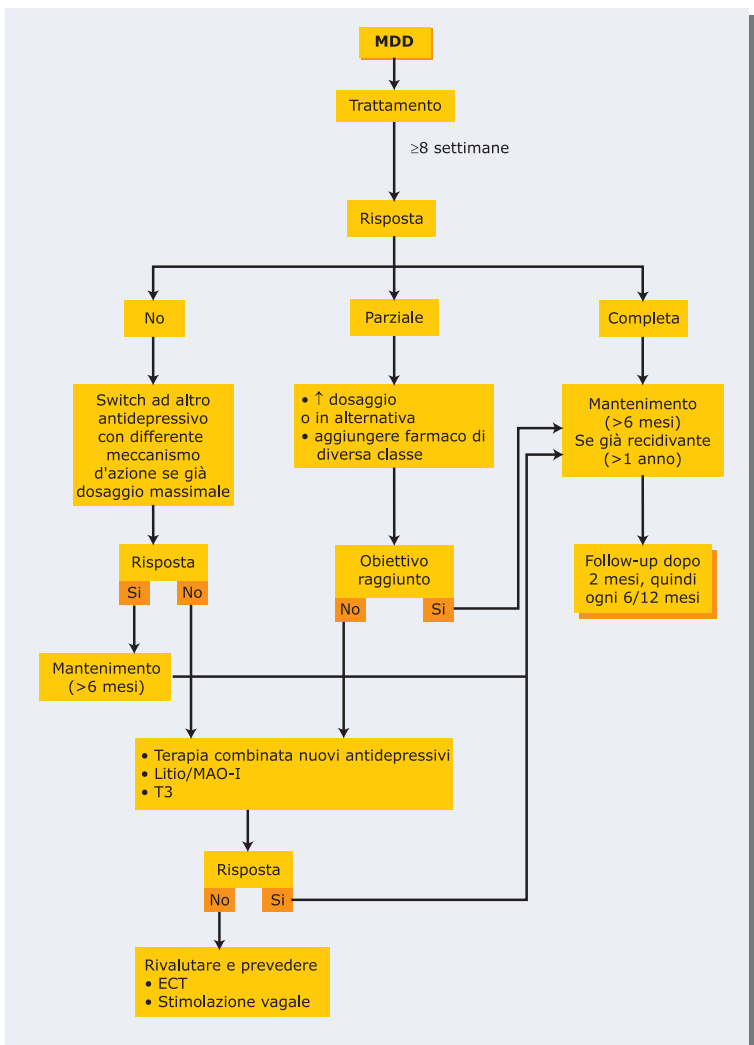 MDD
Trattamento
≥8 settimane
Risposta
No
Parziale
Completa
Switch ad altro
antidepressivo
con differente
meccanismo
d'azione se già
dosaggio massimale
• ↑ dosaggio
o in alternativa
• aggiungere farmaco di
diversa classe
Mantenimento
(>6 mesi)
Se già recidivante
(>1 anno)
Risposta
Si No
Obiettivo
raggiunto
No Si
Follow-up dopo
2 mesi, quindi
ogni 6/12 mesi
Mantenimento
(>6 mesi)
• Terapia combinata nuovi antidepressivi
• Litio/MAO-I
• T3
Risposta
No Si
Rivalutare e prevedere
• ECT
• Stimolazione vagale